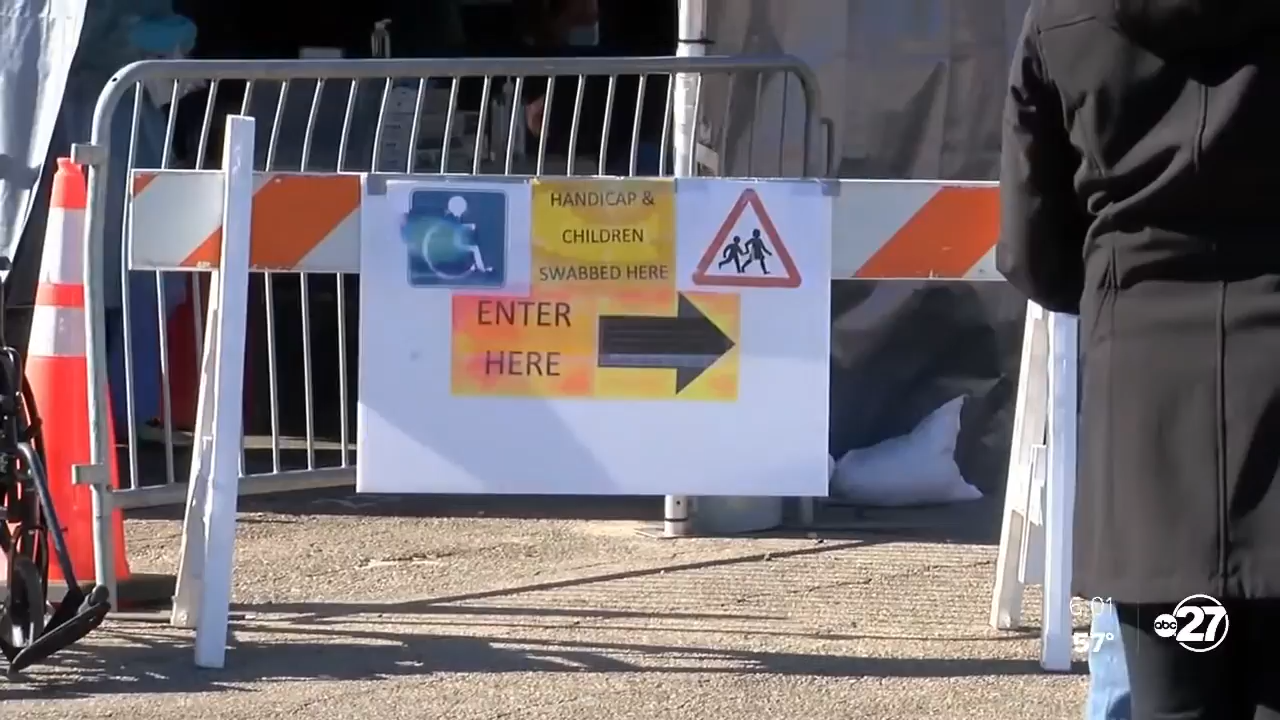 HANDICAP &
CHILDREN
SWABBED HERE
ENTER
HERE
6:01
57°
abc 27